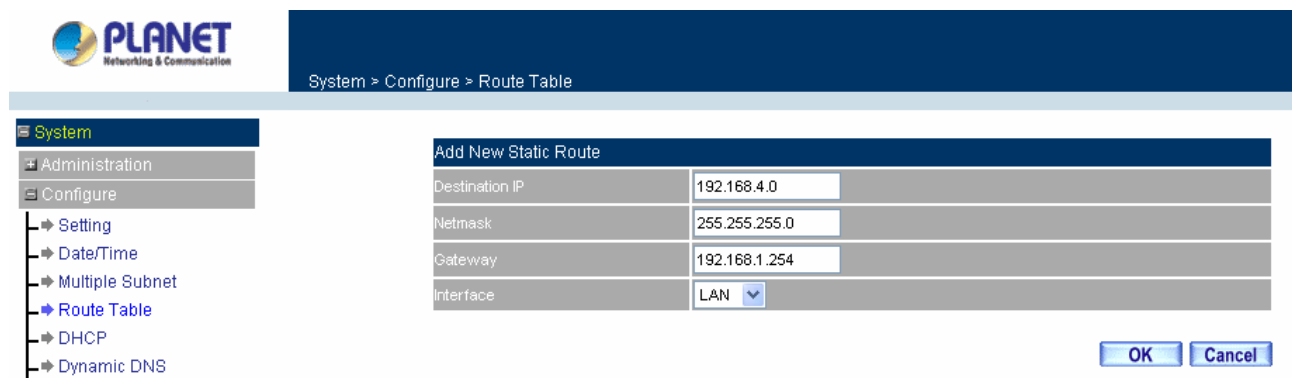 PLANET
Networking & Communication
System > Configure > Route Table
System
Administration
Configure
Setting
Date/Time
Multiple Subnet
Route Table
DHCP
Dynamic DNS
Add New Static Route
Destination IP 192.168.4.0
Netmask 255.255.255.0
Gateway 192.168.1.254
Interface LAN
OK Cancel